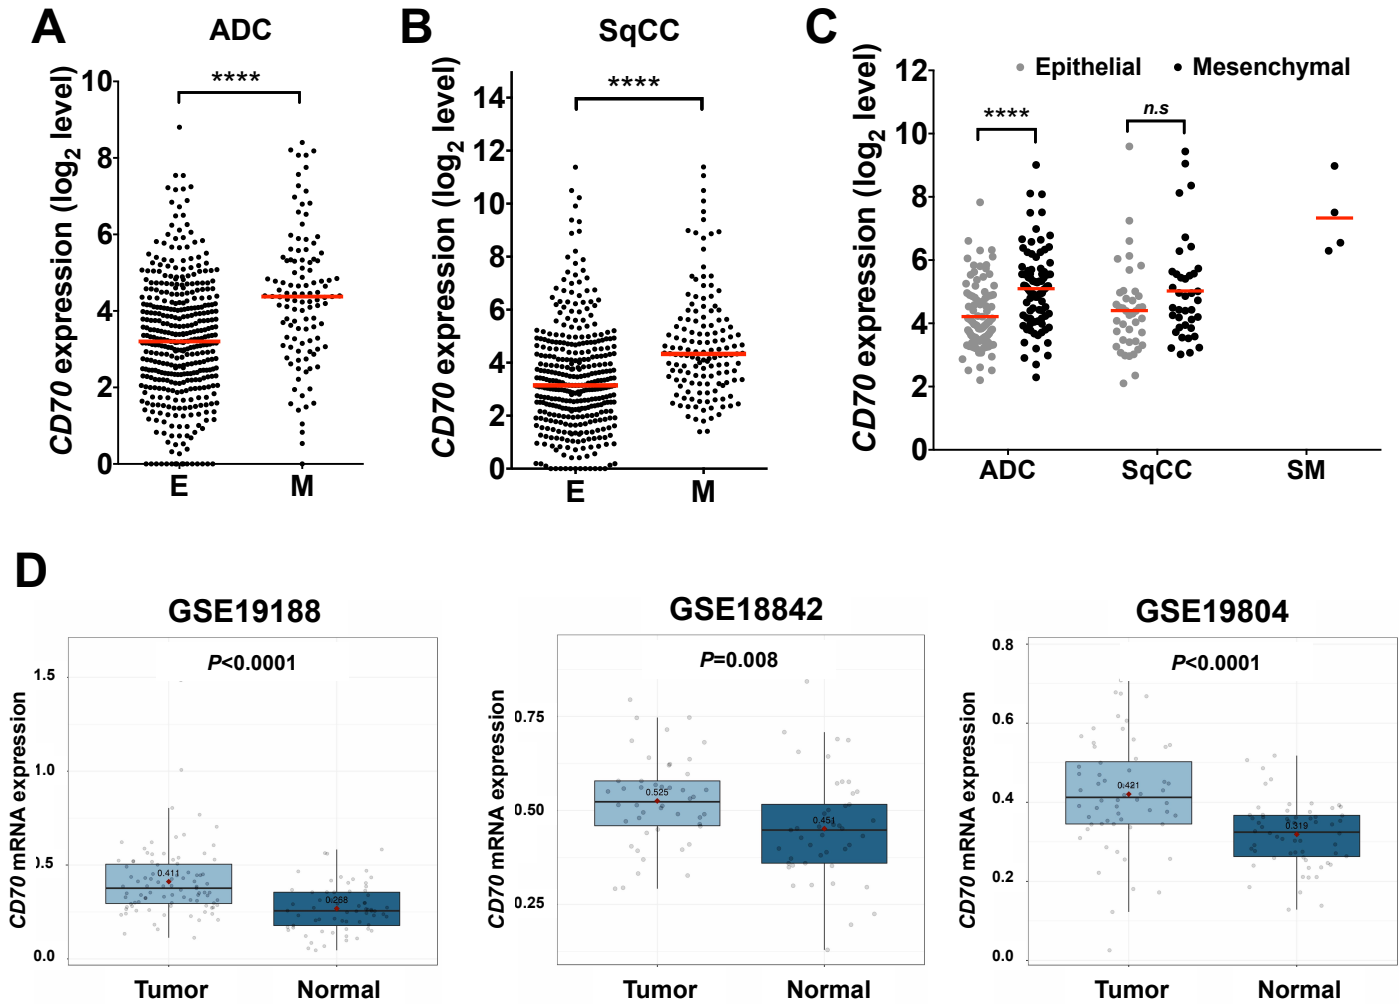 A
ADC
****
CD70 expression (log2 level)
10
8
6
4
2
0
E
M
B
SqCC
****
CD70 expression (log2 level)
14
12
10
8
6
4
2
0
E
M
C
Epithelial
Mesenchymal
****
n.s
CD70 expression (log2 level)
12
10
8
6
4
2
0
ADC
SqCC
SM
D
GSE19188
P<0.0001
CD70 mRNA expression
1.5
1.0
1.5
0.0
0.411
0.268
Tumor
Normal
GSE18842
P=0.008
CD70 mRNA expression
0.75
0.50
0.25
0.525
0.451
Tumor
Normal
GSE19804
P<0.0001
CD70 mRNA expression
0.8
0.6
0.4
0.2
0.0
0.421
0.319
Tumor
Normal